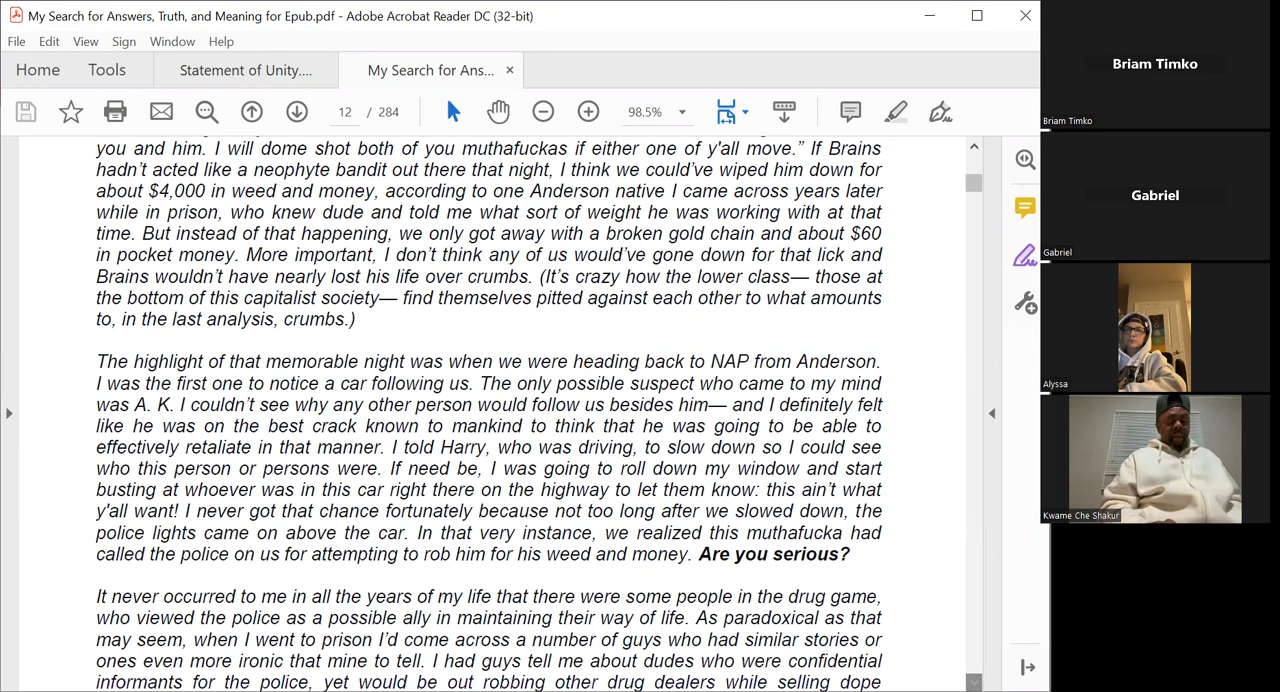 My Search for Answers, Truth, and Meaning for Epub.pdf - Adobe Acrobat Reader DC (32-bit)
File Edit View Sign Window Help
Home Tools Statement of Unity.... My Search for Ans... ×
12 / 284 98.5%
you and him. I will dome shot both of you muthafuckas if either one of y'all move.” If Brains
hadn't acted like a neophyte bandit out there that night, I think we could've wiped him down for
about $4,000 in weed and money, according to one Anderson native I came across years later
while in prison, who knew dude and told me what sort of weight he was working with at that
time. But instead of that happening, we only got away with a broken gold chain and about $60
in pocket money. More important, I don't think any of us would've gone down for that lick and
Brains wouldn't have nearly lost his life over crumbs. (It's crazy how the lower class— those at
the bottom of this capitalist society— find themselves pitted against each other to what amounts
to, in the last analysis, crumbs.)
The highlight of that memorable night was when we were heading back to NAP from Anderson.
I was the first one to notice a car following us. The only possible suspect who came to my mind
was A. K. I couldn't see why any other person would follow us besides him— and I definitely felt
like he was on the best crack known to mankind to think that he was going to be able to
effectively retaliate in that manner. I told Harry, who was driving, to slow down so I could see
who this person or persons were. If need be, I was going to roll down my window and start
busting at whoever was in this car right there on the highway to let them know: this ain't what
y'all want! I never got that chance fortunately because not too long after we slowed down, the
police lights came on above the car. In that very instance, we realized this muthafucka had
called the police on us for attempting to rob him for his weed and money. Are you serious?
It never occurred to me in all the years of my life that there were some people in the drug game,
who viewed the police as a possible ally in maintaining their way of life. As paradoxical as that
may seem, when I went to prison I'd come across a number of guys who had similar stories or
ones even more ironic that mine to tell. I had guys tell me about dudes who were confidential
informants for the police, yet would be out robbing other drug dealers while selling dope
Briam Timko
Briam Timko
Gabriel
Gabriel
Alyssa
Kwame Che Shakur